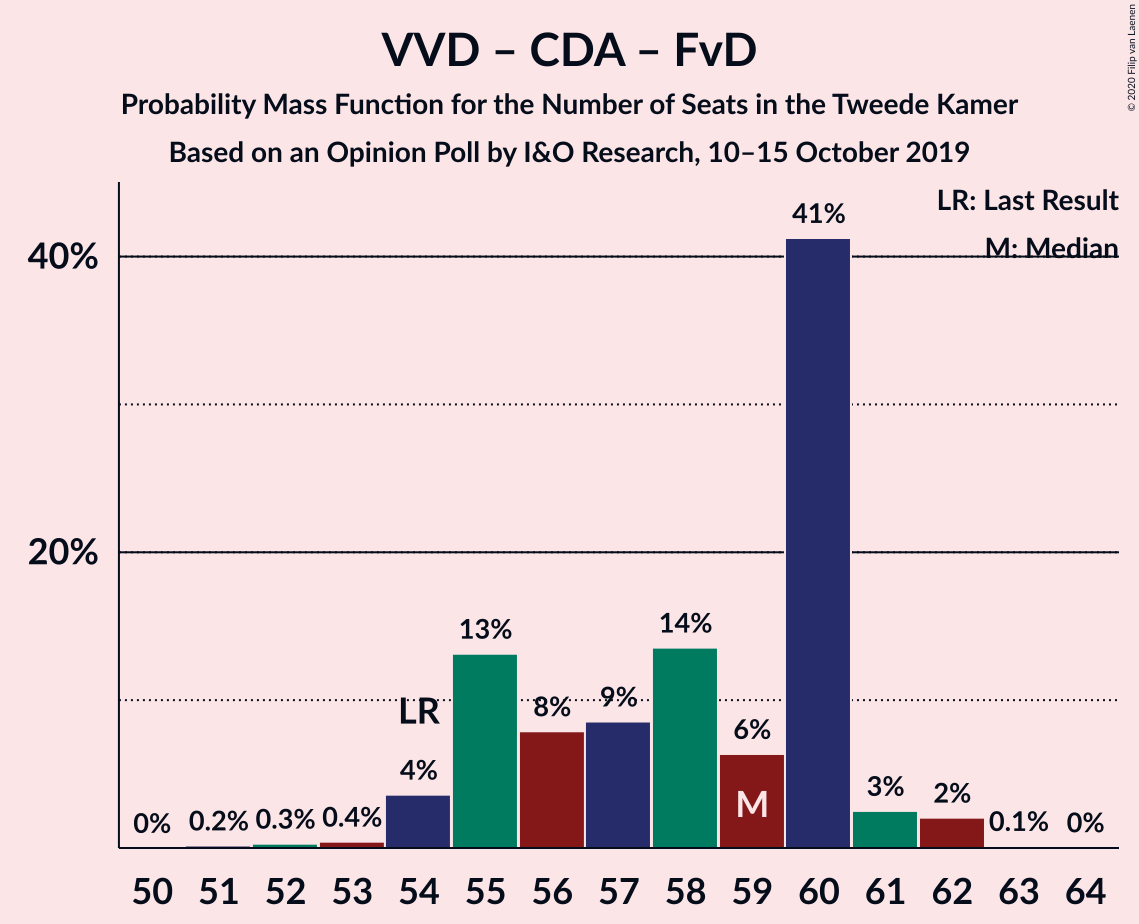 VVD – CDA – FvD
Probability Mass Function for the Number of Seats in the Tweede Kamer
Based on an Opinion Poll by I&O Research, 10–15 October 2019
© 2020 Filip van Laenen
LR: Last Result
M: Median
40%
20%
0%
0.2%
0.3%
0.4%
4%
LR
13%
8%
9%
14%
6%
M
41%
3%
2%
0.1%
0%
50 51 52 53 54 55 56 57 58 59 60 61 62 63 64